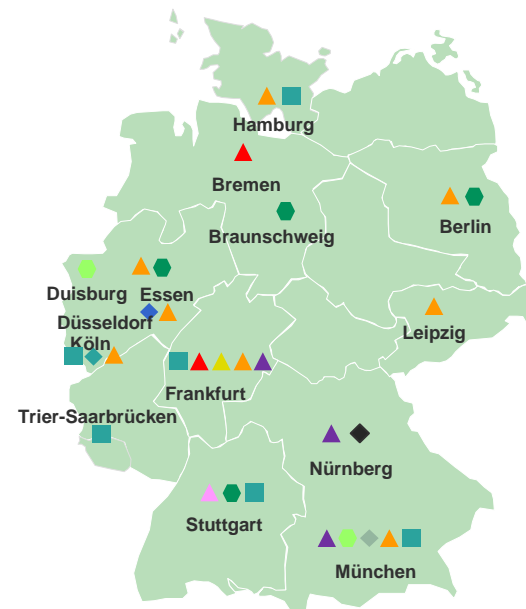 Hamburg
Bremen
Braunschweig
Berlin
Duisburg
Essen
Düsseldorf
Köln
Leipzig
Frankfurt
Trier-Saarbrücken
Nürnberg
Stuttgart
München